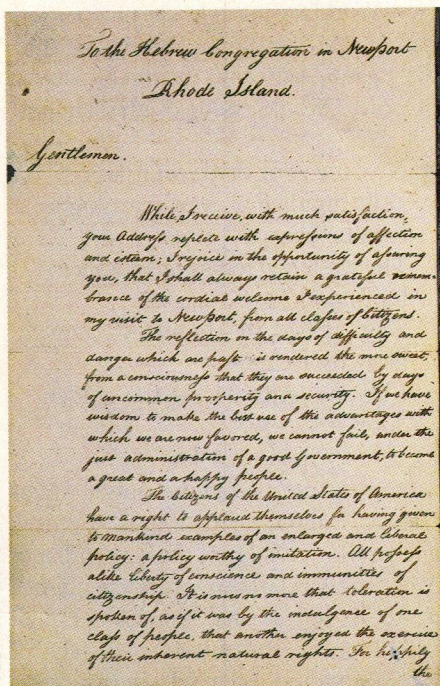 To the Hebrew Congregation in Newport
Rhode Island.
Gentlemen.
While, I receive, with much satisfaction,
your Address replete with expressions of affection
and esteem; I rejoice in the opportunity of assuring
you, that I shall always retain a grateful remem-
brance of the cordial welcome I experienced in
my visit to Newport, from all classes of Citizens.
The reflection on the days of difficulty and
danger which are past is rendered the more sweet,
from a consciousness that they are succeeded by days
of uncommon prosperity and security. If we have
wisdom to make the best use of the advantages with
which we are now favored, we cannot fail, under the
just administration of a good Government, to become
a great and a happy people.
The Citizens of the United States of America
have a right to applaud themselves for having given
to mankind examples of an enlarged and liberal
policy: a policy worthy of imitation. All possess
alike liberty of conscience and immunities of
citizenship. It is now no more that toleration is
spoken of, as if it was by the indulgence of one
class of people, that another enjoyed the exercise
of their inherent natural rights. For happily
the